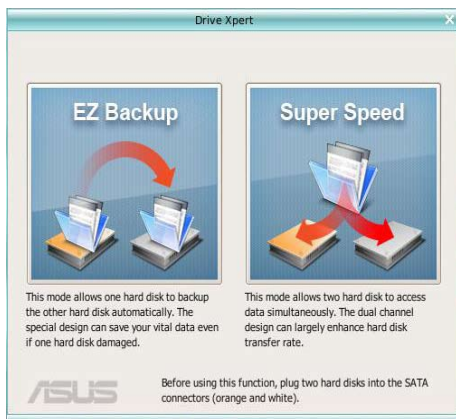 Drive Xpert
X
EZ Backup
This mode allows one hard disk to backup
the other hard disk automatically. The
special design can save your vital data even
if one hard disk damaged.
Super Speed
This mode allows two hard disk to access
data simultaneously. The dual channel
design can largely enhance hard disk
transfer rate.
ASUS
Before using this function, plug two hard disks into the SATA
connectors (orange and white).